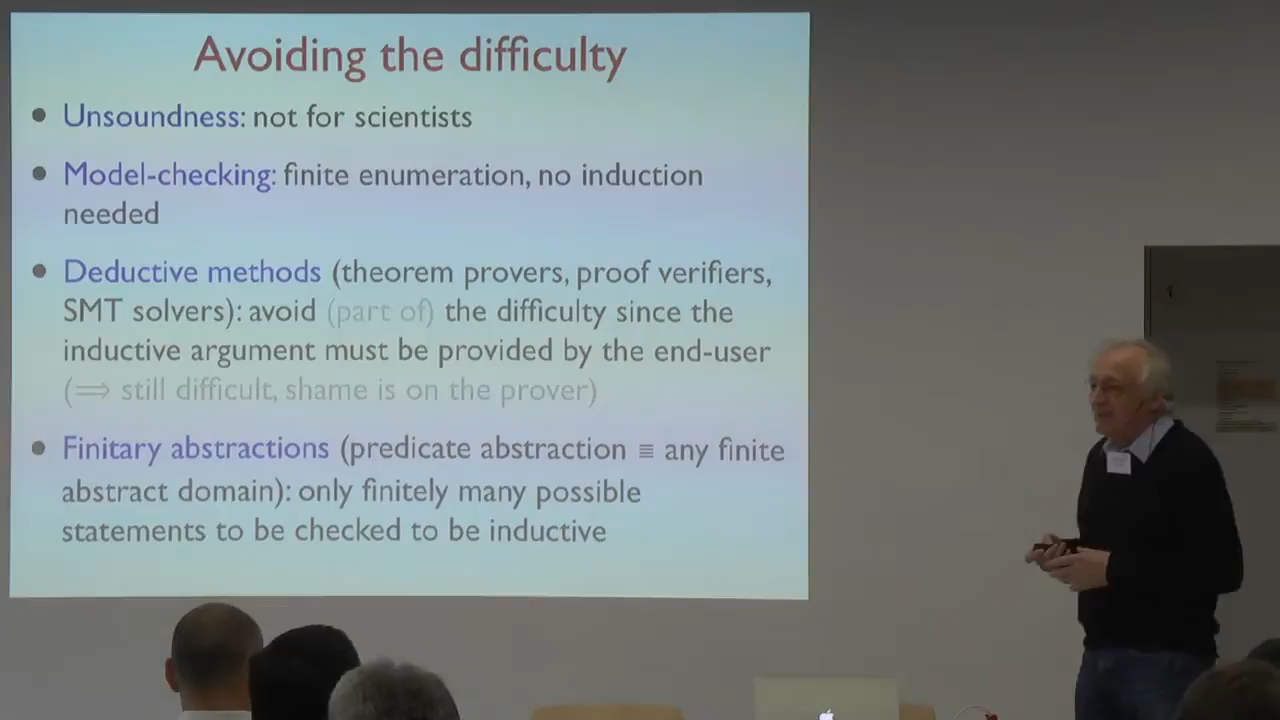 Avoiding the difficulty
• Unsoundness: not for scientists
• Model-checking: finite enumeration, no induction
needed
• Deductive methods (theorem provers, proof verifiers,
SMT solvers): avoid (part of) the difficulty since the
inductive argument must be provided by the end-user
(⟹ still difficult, shame is on the prover)
• Finitary abstractions (predicate abstraction ≡ any finite
abstract domain): only finitely many possible
statements to be checked to be inductive